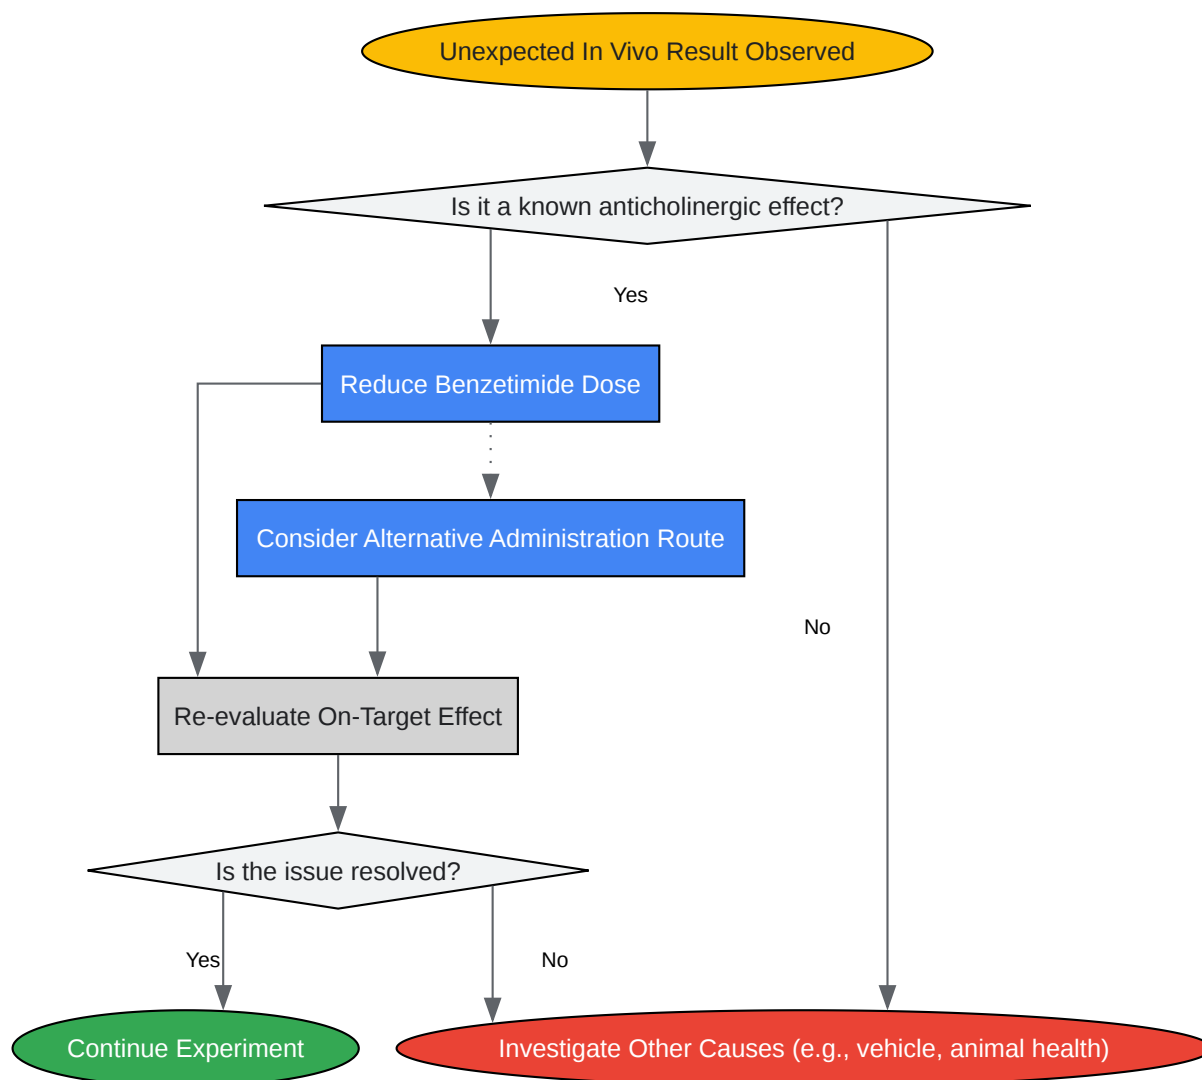 Unexpected In Vivo Result Observed
Is it a known anticholinergic effect?
Yes
Reduce Benzetimide Dose
Consider Alternative Administration Route
No
Re-evaluate On-Target Effect
Is the issue resolved?
Yes
No
Continue Experiment
Investigate Other Causes (e.g., vehicle, animal health)